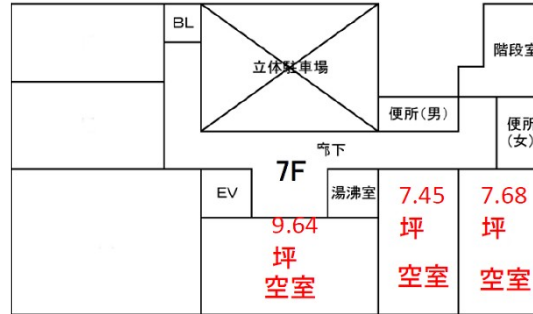 BL
立体駐車場
階段室
便所(男)
便所
(女)
廊下
7F
EV
湯沸室
9.64
坪
空室
7.45
坪
空室
7.68
坪
空室